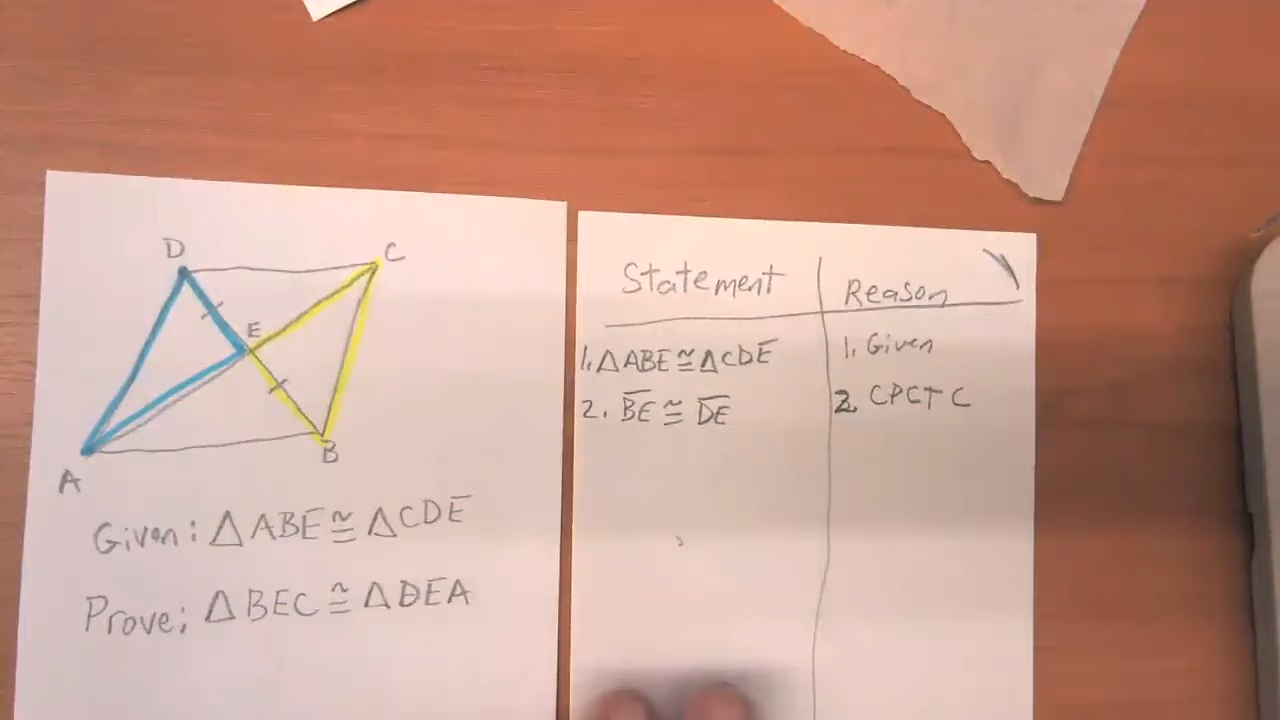 D
C
E
A
B
Given: △ABE ≅ △CDE
Prove; △BEC ≅ △DEA
Statement Reason
1. △ABE ≅ △CDE 1. Given
2. BE ≅ DE 2. CPCTC